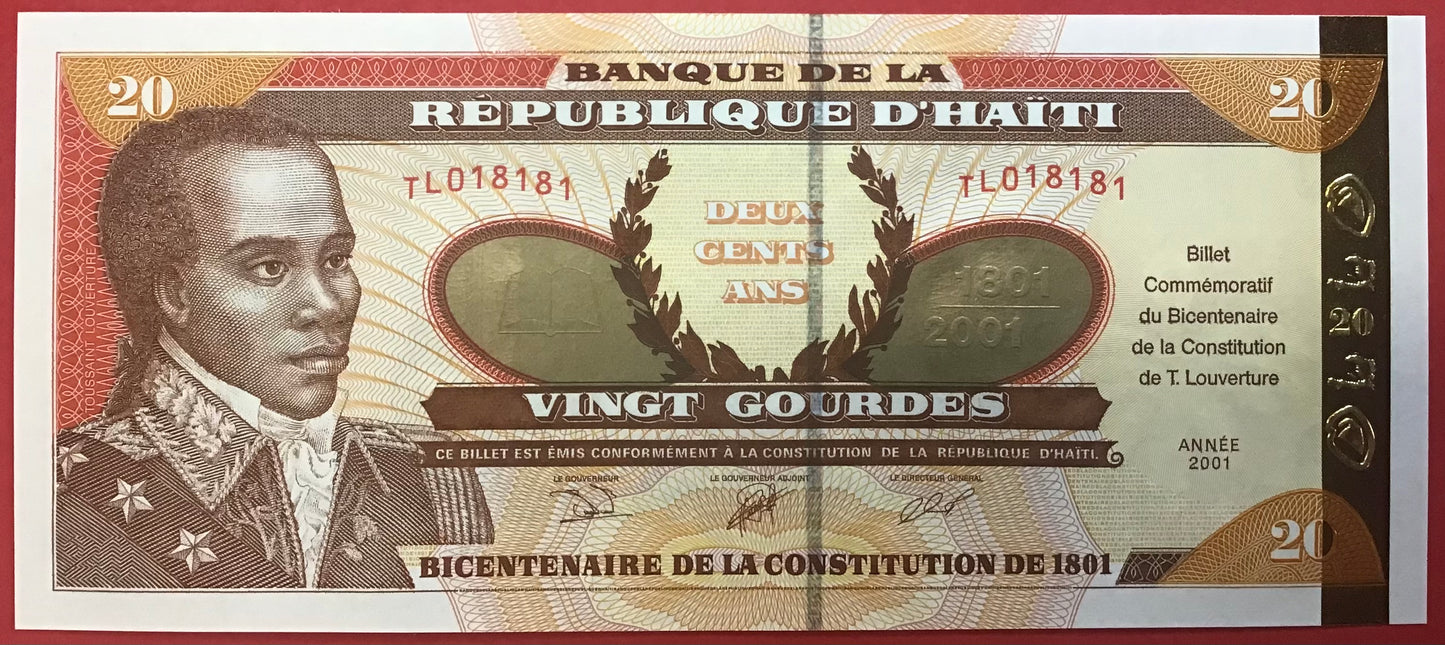 20
BANQUE DE LA
20
RÉPUBLIQUE D'HAÏTI
TL018181
TL018181
DEUX
CENTS
ANS
1801
2001
TOUSSAINT LOUVERTURE
Billet
Commémoratif
du Bicentenaire
de la Constitution
de T. Louverture
20
VINGT GOURDES
CE BILLET EST ÉMIS CONFORMÉMENT À LA CONSTITUTION DE LA RÉPUBLIQUE D'HAÏTI.
ANNÉE
2001
LE GOUVERNEUR
LE GOUVERNEUR ADJOINT
LE DIRECTEUR GÉNÉRAL
20
BICENTENAIRE DE LA CONSTITUTION DE 1801